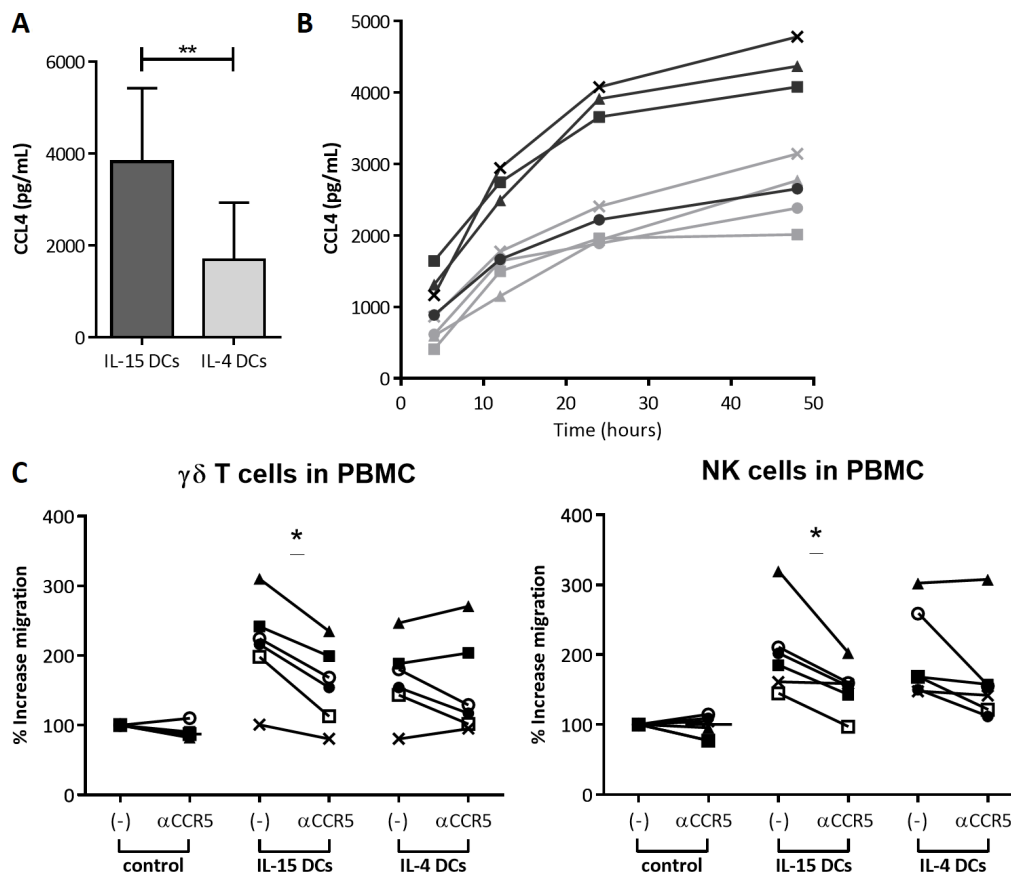 A
CCL4 (pg/mL)
6000
4000
2000
0
**
IL-15 DCs IL-4 DCs
B
CCL4 (pg/mL)
5000
4000
3000
2000
1000
0
0 10 20 30 40 50
Time (hours)
C
γδ T cells in PBMC
% Increase migration
400
300
200
100
0
*
(-) αCCR5 (-) αCCR5 (-) αCCR5
control IL-15 DCs IL-4 DCs
NK cells in PBMC
% Increase migration
400
300
200
100
0
*
(-) αCCR5 (-) αCCR5 (-) αCCR5
control IL-15 DCs IL-4 DCs